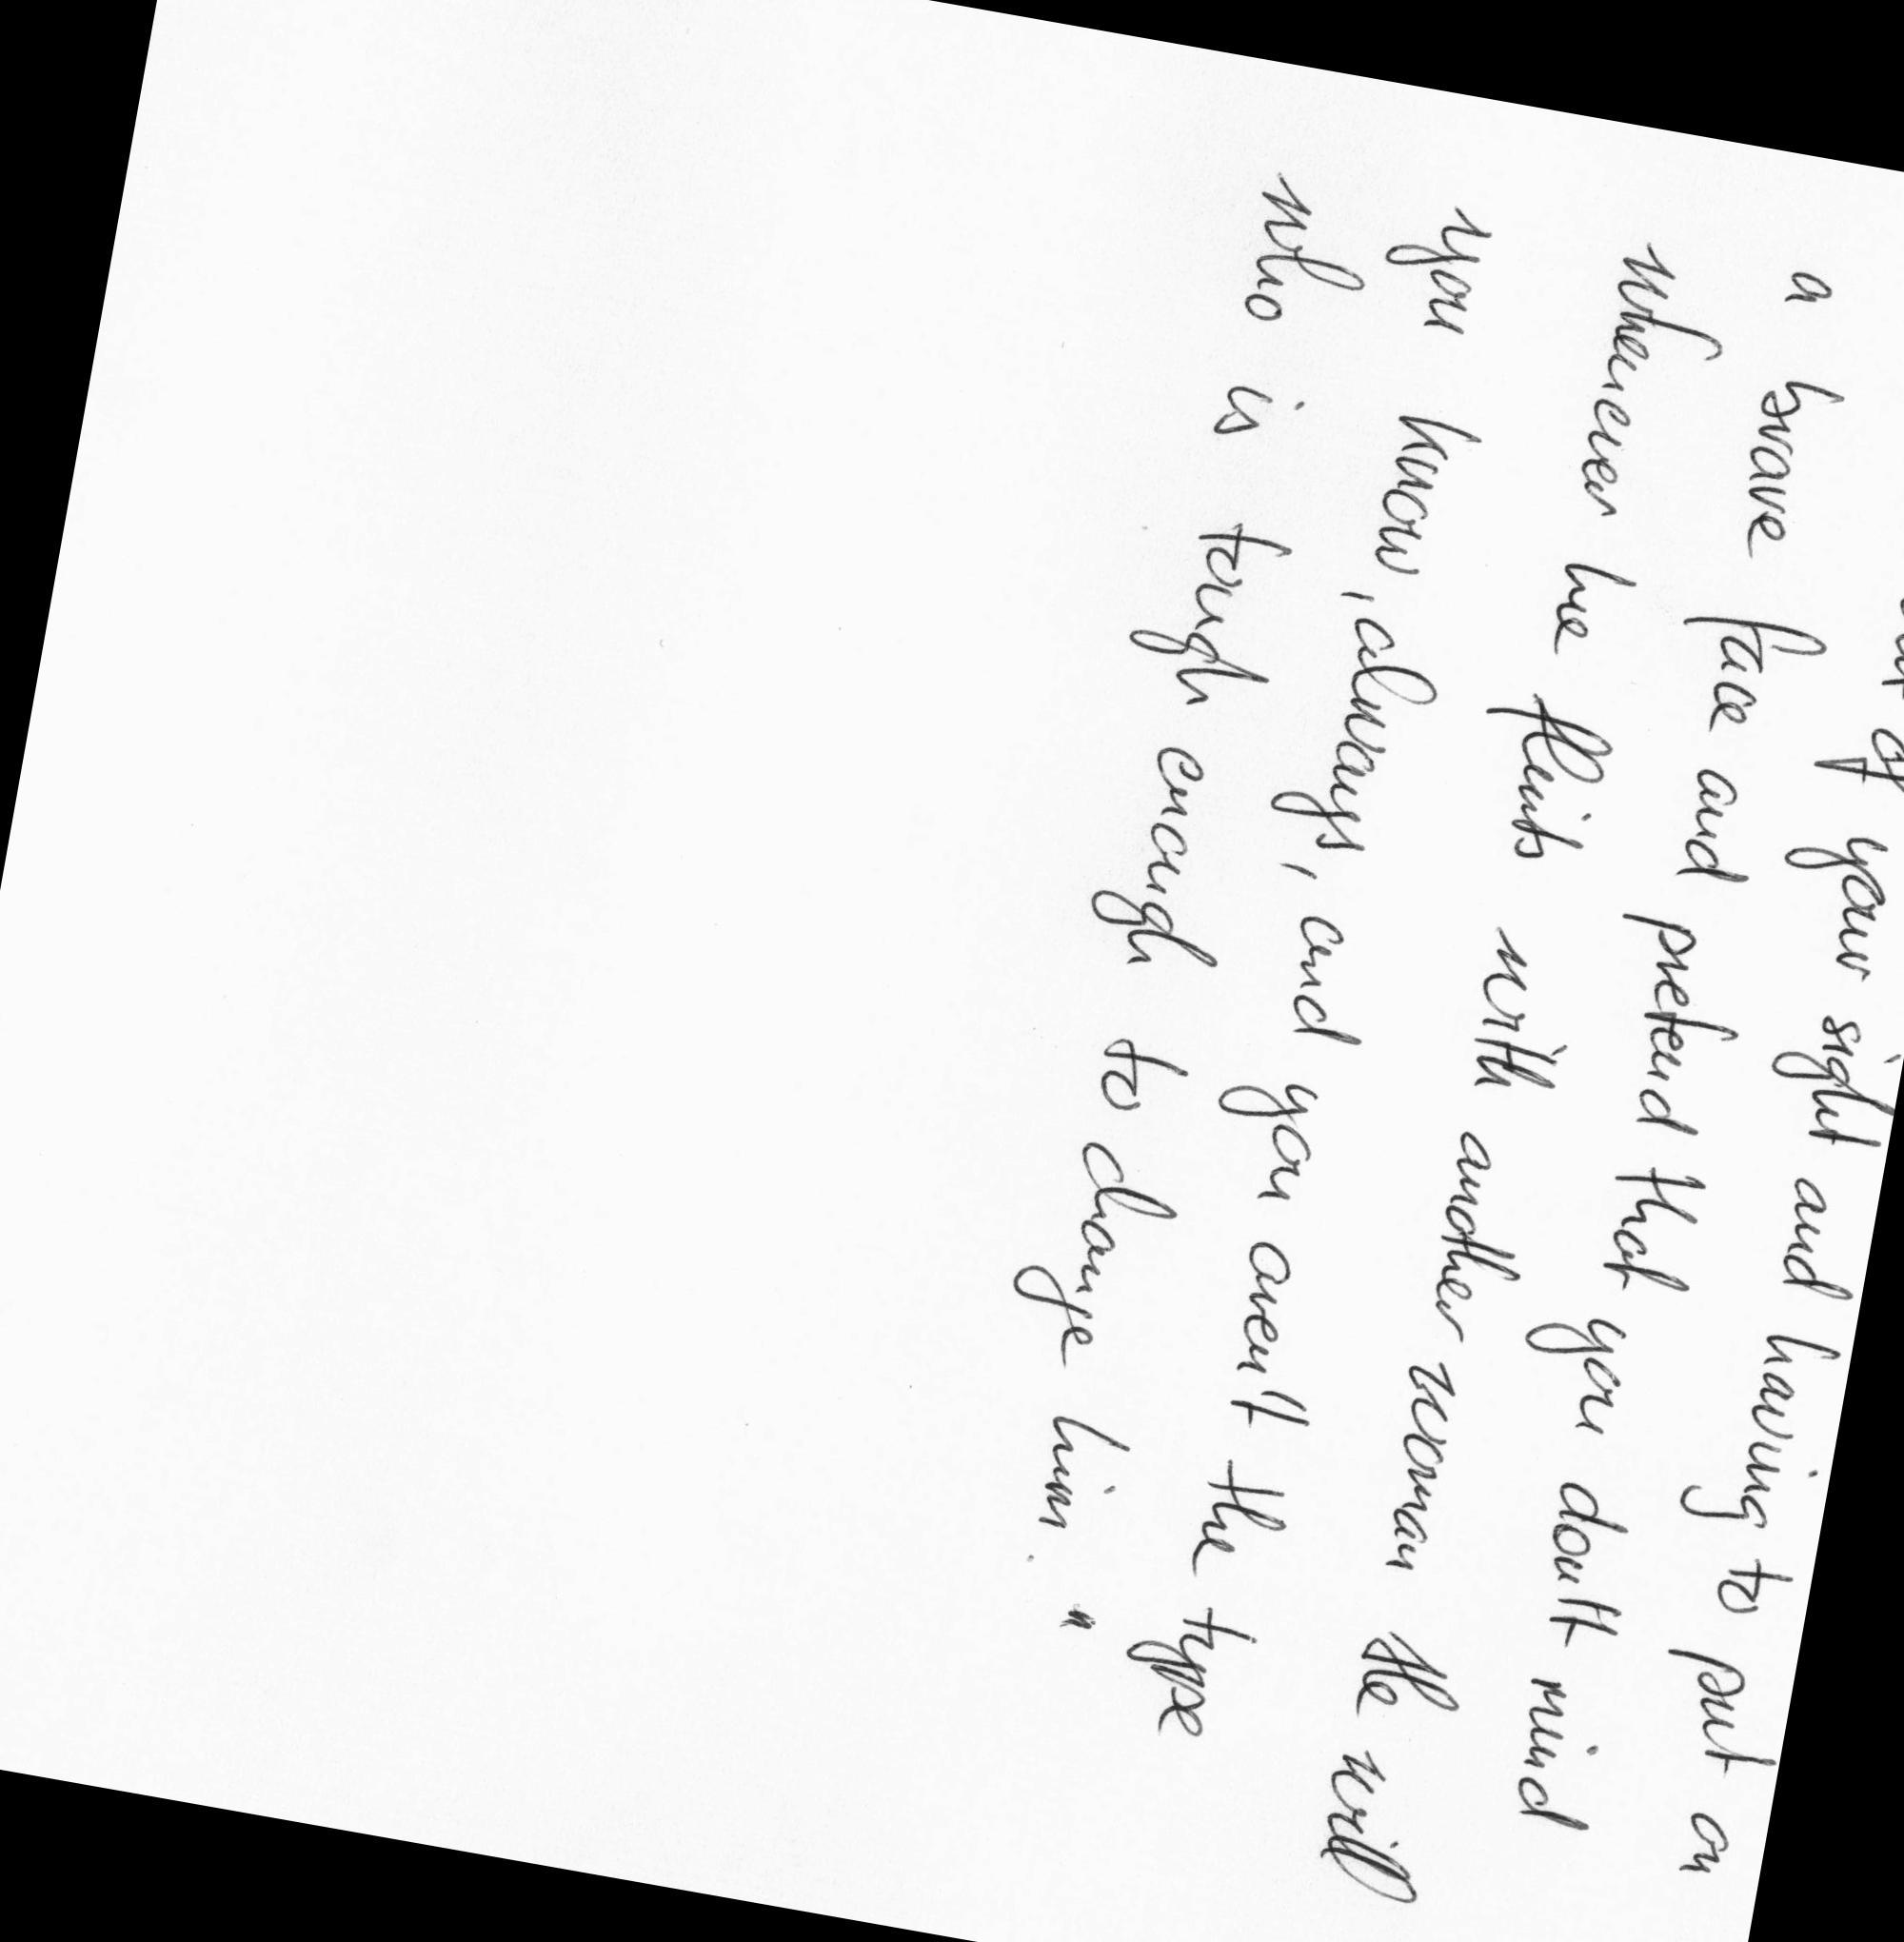 of your sight and having to put on
a brave face and pretend that you don't mind
whenever he flirts with another woman He will
you know, always, and you aren't the type
who is tough enough to change him."